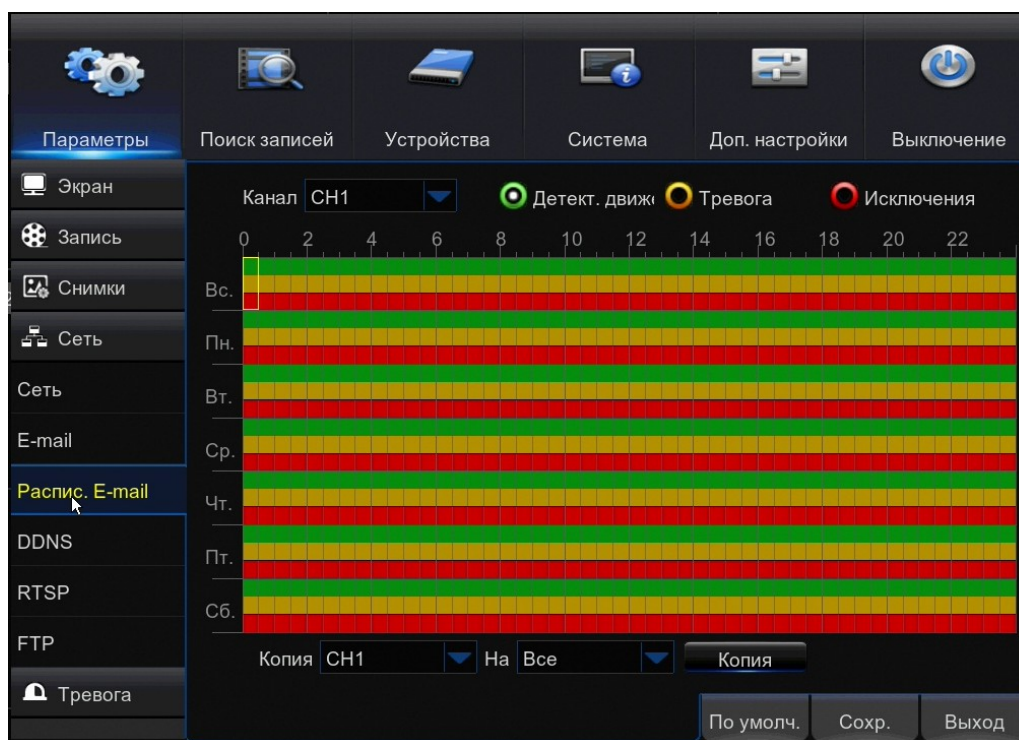 Параметры Поиск записей Устройства Система Доп. настройки Выключение
Экран
Запись
Снимки
Сеть
Сеть
E-mail
Распис. E-mail
DDNS
RTSP
FTP
Тревога
Канал CH1 Детект. движ Тревога Исключения
0 2 4 6 8 10 12 14 16 18 20 22
Вс.
Пн.
Вт.
Ср.
Чт.
Пт.
Сб.
Копия CH1 На Все Копия
По умолч. Сохр. Выход